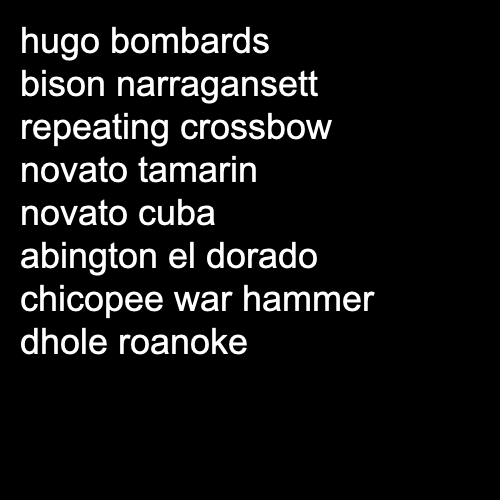 hugo bombards
bison narragansett
repeating crossbow
novato tamarin
novato cuba
abington el dorado
chicopee war hammer
dhole roanoke